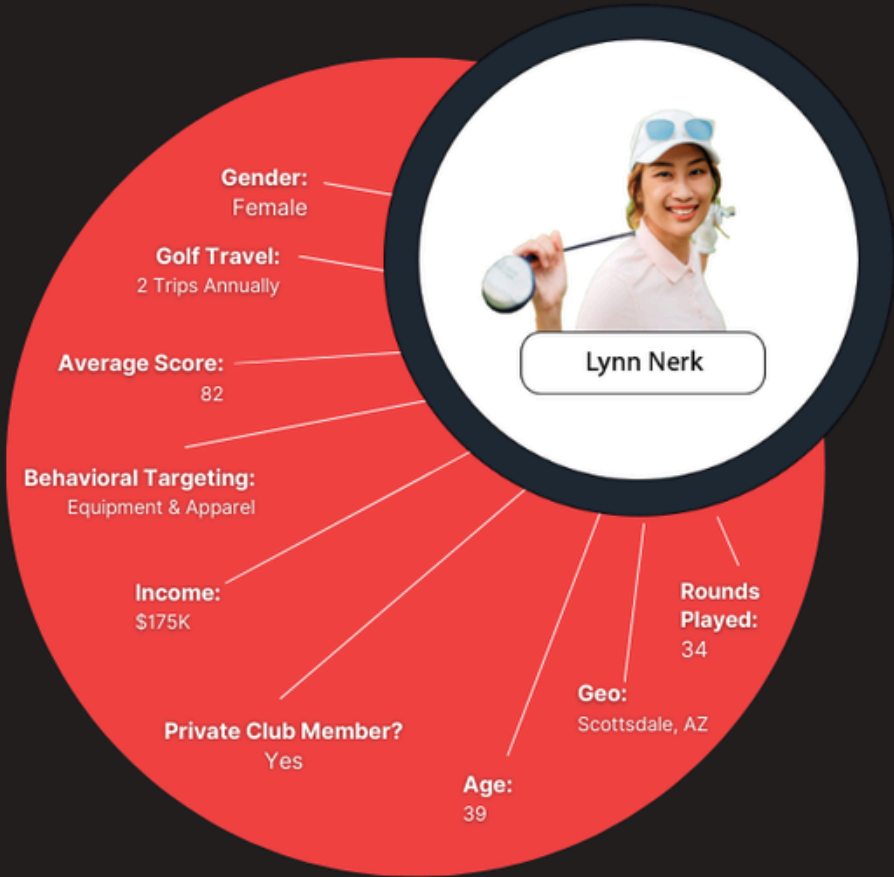 Lynn Nerk
Gender:
Female
Golf Travel:
2 Trips Annually
Average Score:
82
Behavioral Targeting:
Equipment & Apparel
Income:
$175K
Private Club Member?
Yes
Age:
39
Geo:
Scottsdale, AZ
Rounds
Played:
34